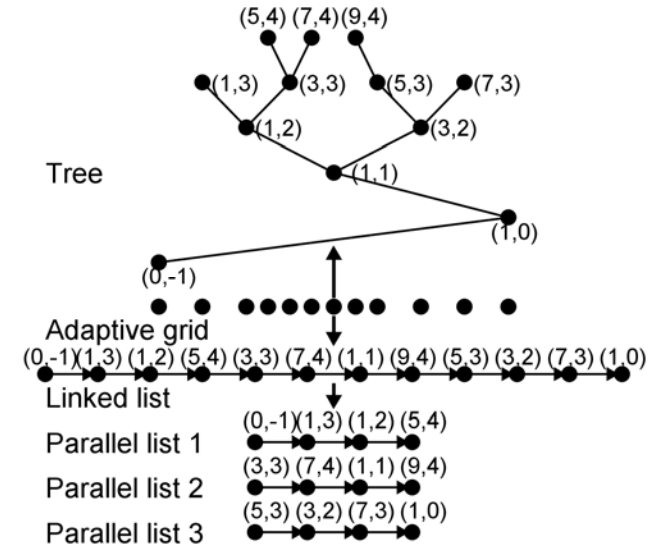 (5,4) (7,4) (9,4)
(1,3) (3,3) (5,3) (7,3)
(1,2) (3,2)
Tree (1,1)
(1,0)
(0,-1)
Adaptive grid
(0,-1) (1,3) (1,2) (5,4) (3,3) (7,4) (1,1) (9,4) (5,3) (3,2) (7,3) (1,0)
Linked list
(0,-1) (1,3) (1,2) (5,4)
Parallel list 1
(3,3) (7,4) (1,1) (9,4)
Parallel list 2
(5,3) (3,2) (7,3) (1,0)
Parallel list 3